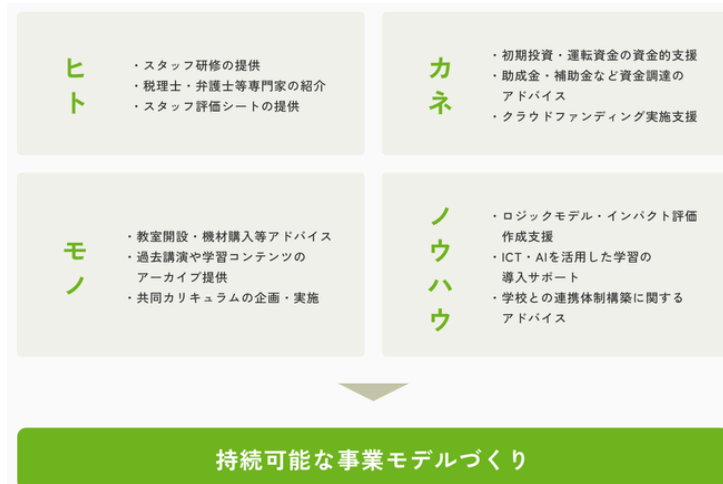 ヒト
・スタッフ研修の提供
・税理士・弁護士等専門家の紹介
・スタッフ評価シートの提供
カネ
・初期投資・運転資金の資金的支援
・助成金・補助金など資金調達の
アドバイス
・クラウドファンディング実施支援
モノ
・教室開設・機材購入等アドバイス
・過去講演や学習コンテンツの
アーカイブ提供
・共同カリキュラムの企画・実施
ノウハウ
・ロジックモデル・インパクト評価
作成支援
・ICT・AIを活用した学習の
導入サポート
・学校との連携体制構築に関する
アドバイス
持続可能な事業モデルづくり